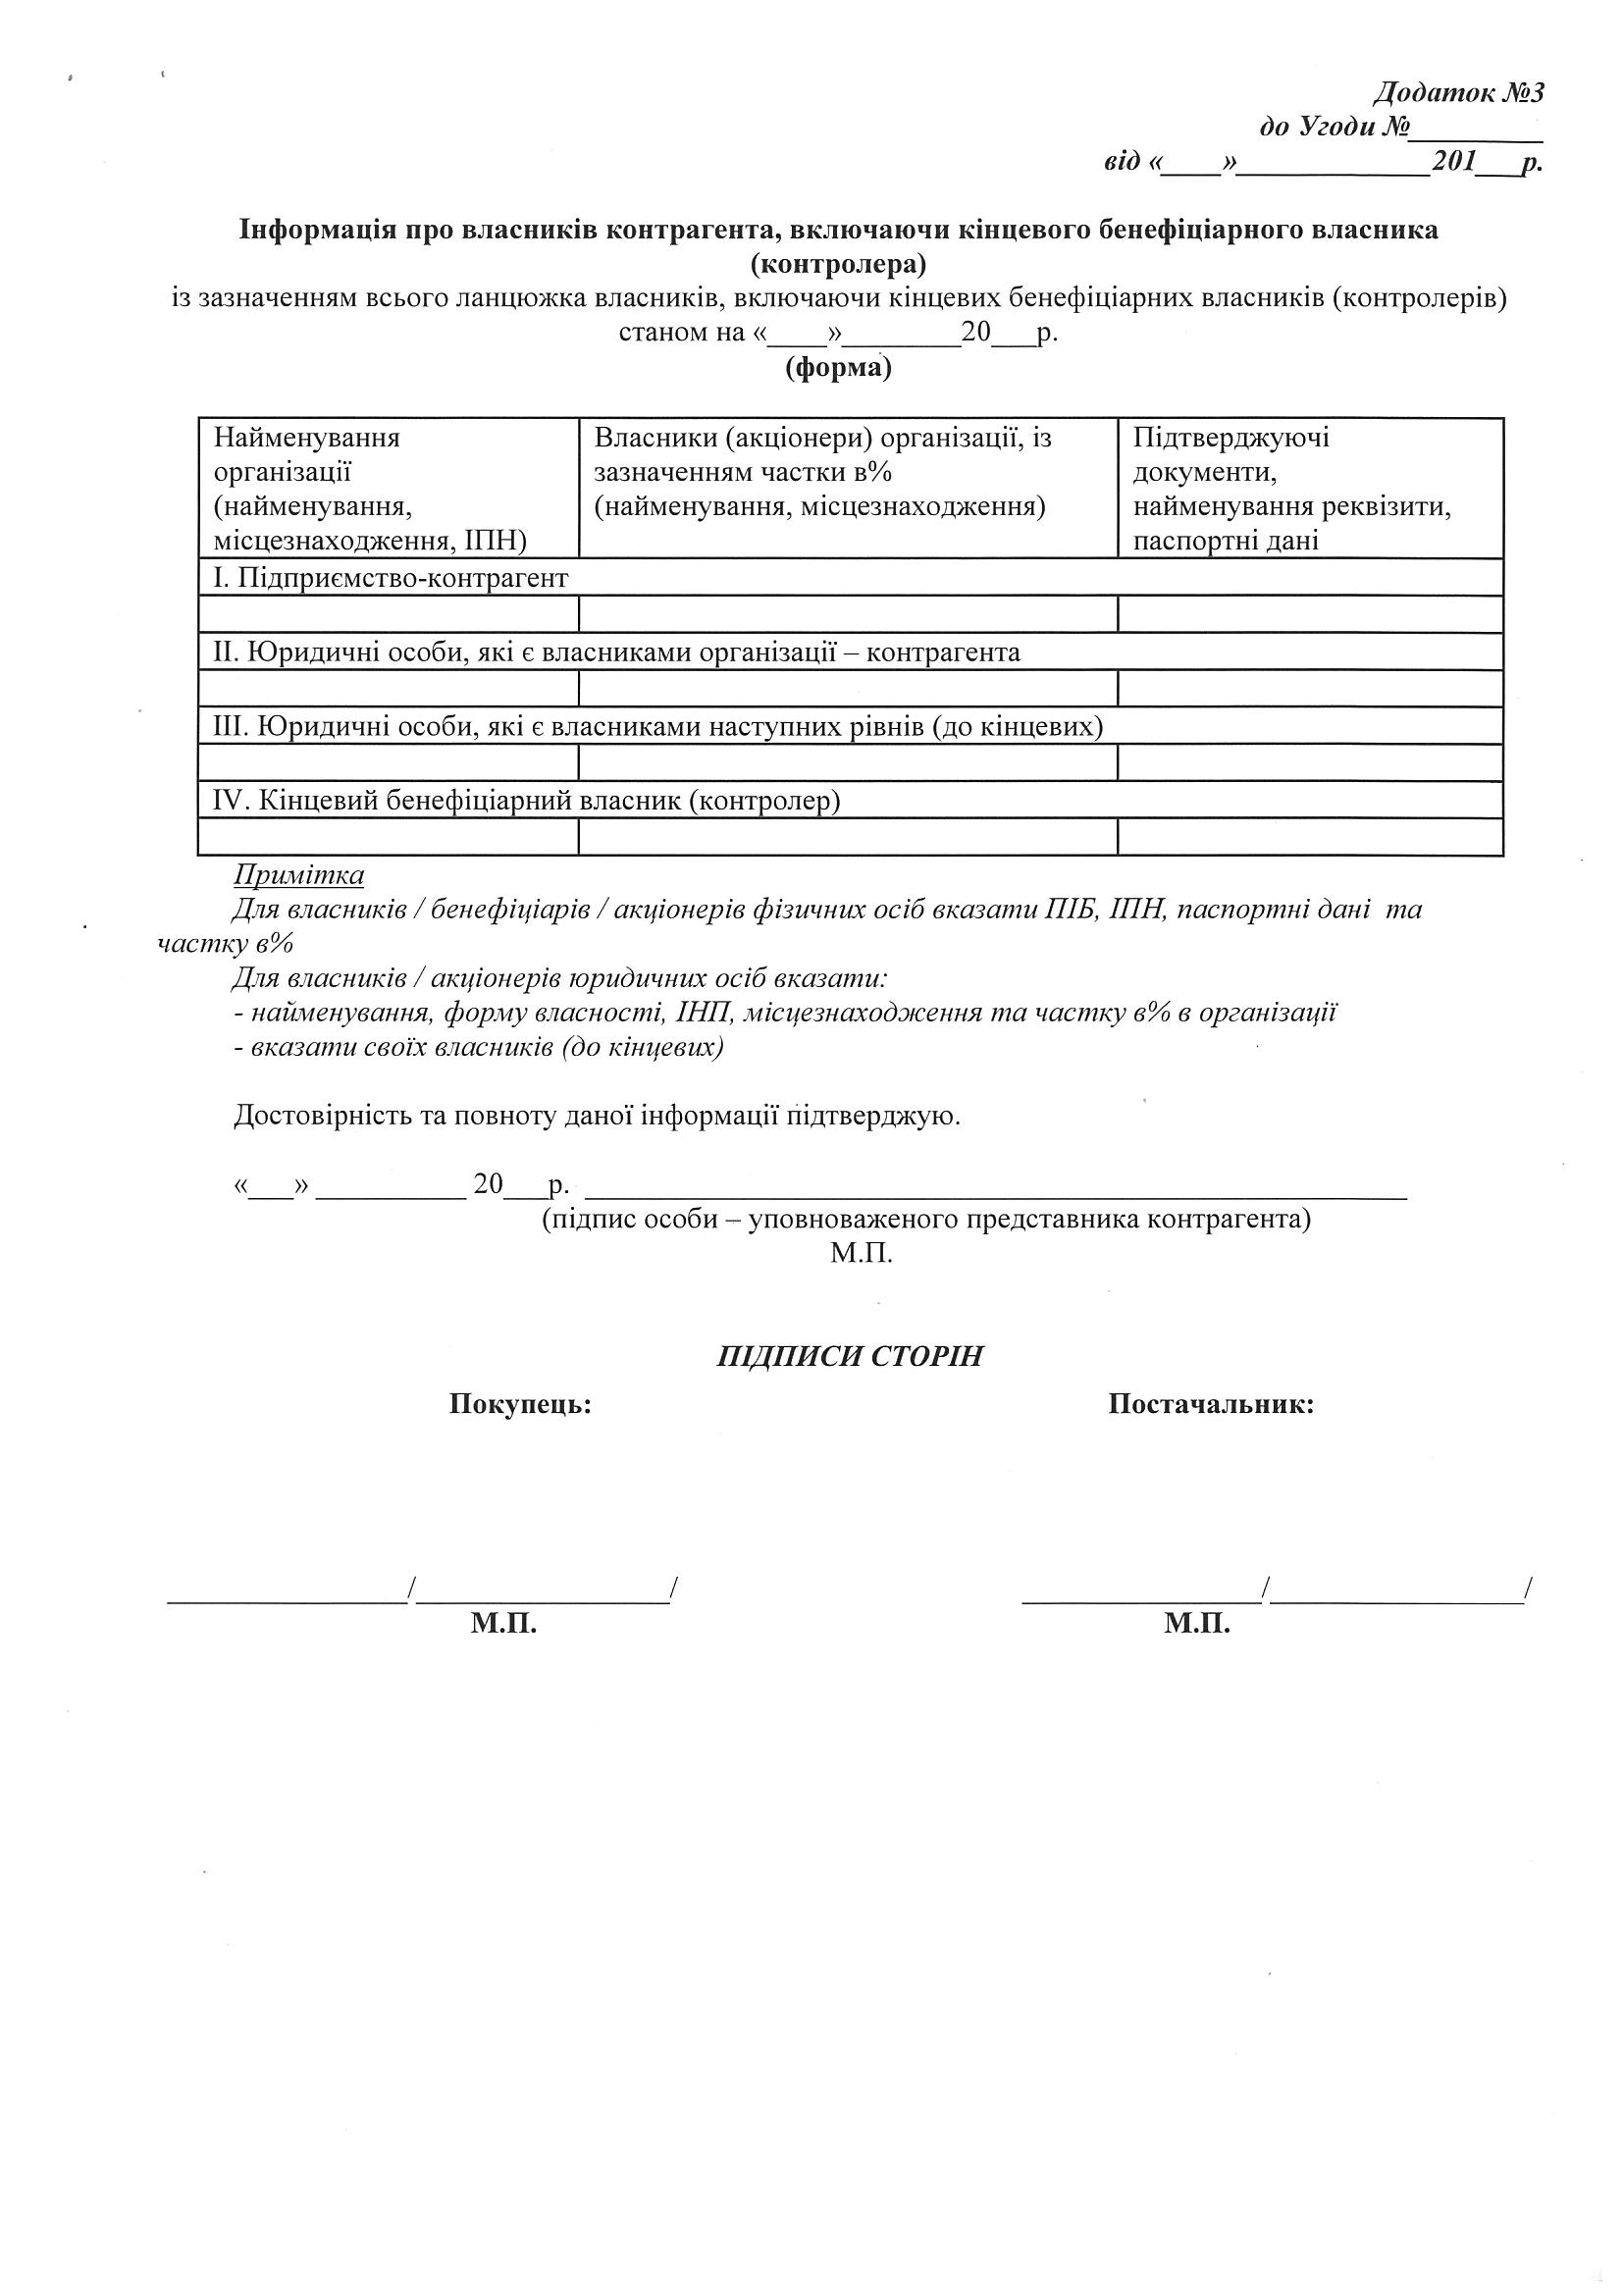 Додаток №3
до Угоди №_________
від «____»_____________201___р.
Інформація про власників контрагента, включаючи кінцевого бенефіціарного власника
(контролера)
із зазначенням всього ланцюжка власників, включаючи кінцевих бенефіціарних власників (контролерів)
станом на «____»________20___р.
(форма)
Найменування
організації
(найменування,
місцезнаходження, ІПН)
Власники (акціонери) організації, із
зазначенням частки в%
(найменування, місцезнаходження)
Підтверджуючі
документи,
найменування реквізити,
паспортні дані
I. Підприємство-контрагент
II. Юридичні особи, які є власниками організації – контрагента
III. Юридичні особи, які є власниками наступних рівнів (до кінцевих)
IV. Кінцевий бенефіціарний власник (контролер)
Примітка
Для власників / бенефіціарів / акціонерів фізичних осіб вказати ПІБ, ІПН, паспортні дані та
частку в%
Для власників / акціонерів юридичних осіб вказати:
- найменування, форму власності, ІНП, місцезнаходження та частку в% в організації
- вказати своїх власників (до кінцевих)
Достовірність та повноту даної інформації підтверджую.
«___» __________ 20___р. _______________________________________________________
(підпис особи – уповноваженого представника контрагента)
М.П.
ПІДПИСИ СТОРІН
Покупець:
Постачальник:
________________/_________________/
________________/_________________/
М.П.
М.П.